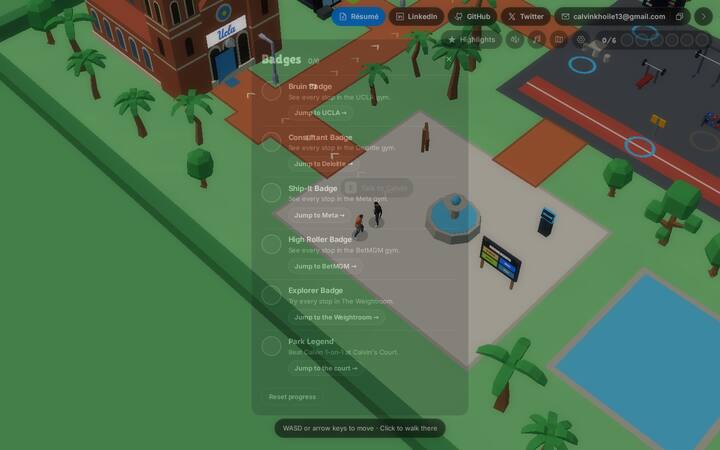 Résumé
LinkedIn
GitHub
Twitter
calvinkhoile13@gmail.com
Highlights
0/6
Ucla
Badges 0/6
Bruin Badge
See every stop in the UCLA gym.
Jump to UCLA →
Consultant Badge
See every stop in the Deloitte gym.
Jump to Deloitte →
Ship-It Badge
See every stop in the Meta gym.
Jump to Meta →
Talk to Calvin
High Roller Badge
See every stop in the BetMGM gym.
Jump to BetMGM →
Explorer Badge
Try every stop in The Weightroom.
Jump to the Weightroom →
Park Legend
Beat Calvin 1-on-1 at Calvin's Court.
Jump to the court →
Reset progress
WASD or arrow keys to move · Click to walk there